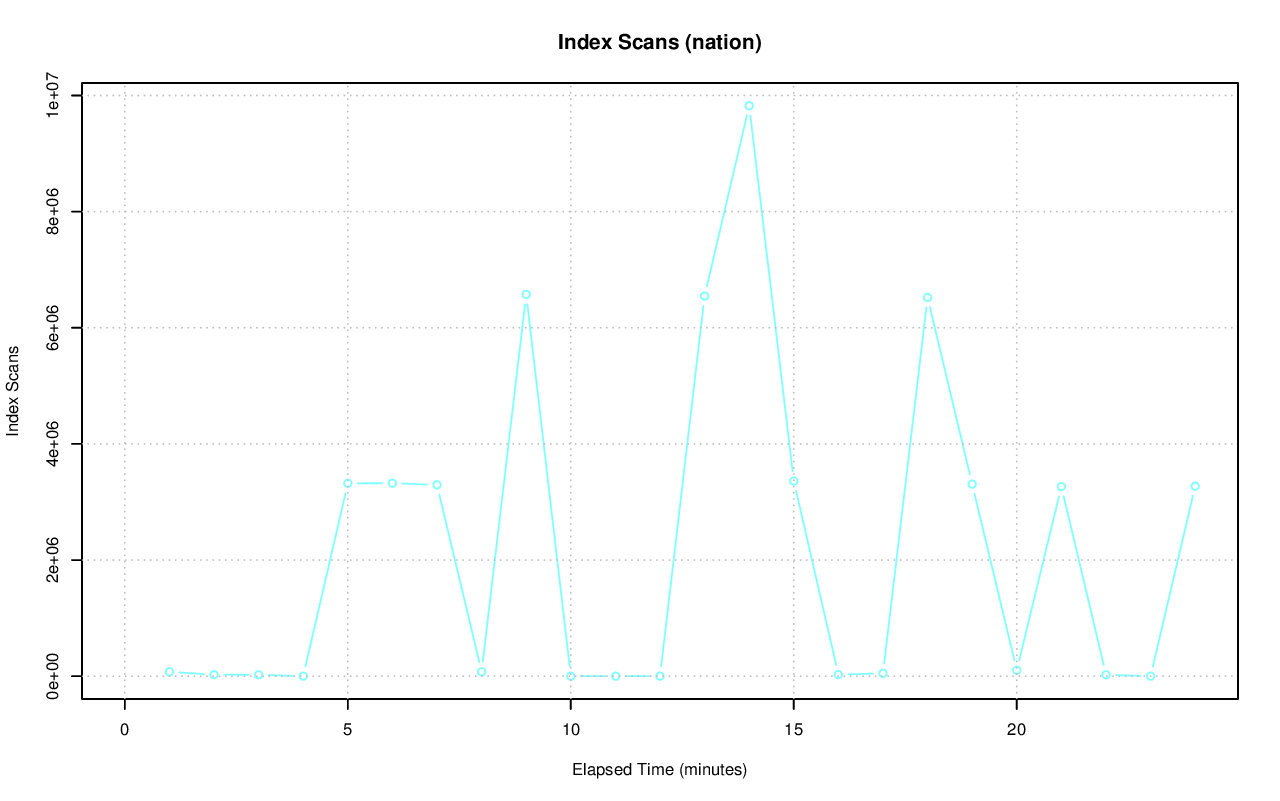 Index Scans (nation)
1e+07
8e+06
6e+06
4e+06
2e+06
0e+00
Index Scans
0 5 10 15 20
Elapsed Time (minutes)